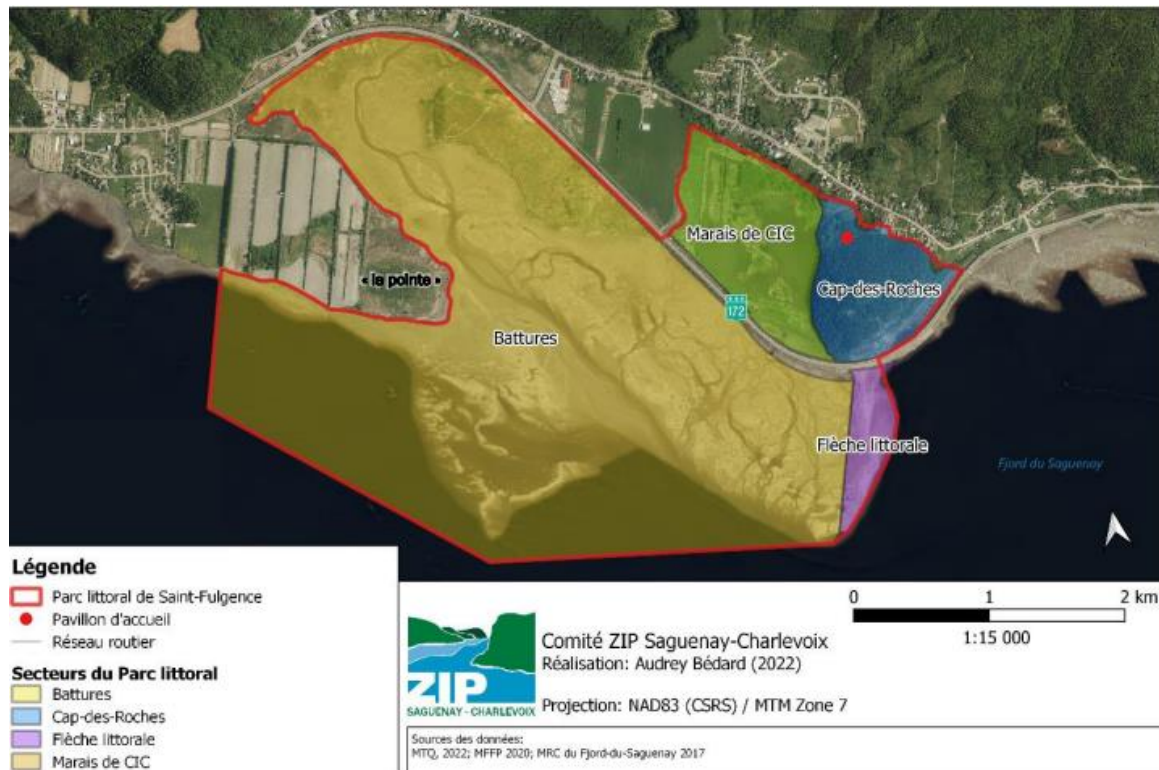 Marais de CIC
Cap-des-Roches
« la pointe »
172
Battures
Flèche littorale
Fjord du Saguenay
Légende
Parc littoral de Saint-Fulgence
Pavillon d'accueil
Réseau routier
Secteurs du Parc littoral
Battures
Cap-des-Roches
Flèche littorale
Marais de CIC
0 1 2 km
1:15 000
ZIP
SAGUENAY - CHARLEVOIX
Comité ZIP Saguenay-Charlevoix
Réalisation: Audrey Bédard (2022)
Projection: NAD83 (CSRS) / MTM Zone 7
Sources des données:
MTQ, 2022; MFFP 2020; MRC du Fjord-du-Saguenay 2017